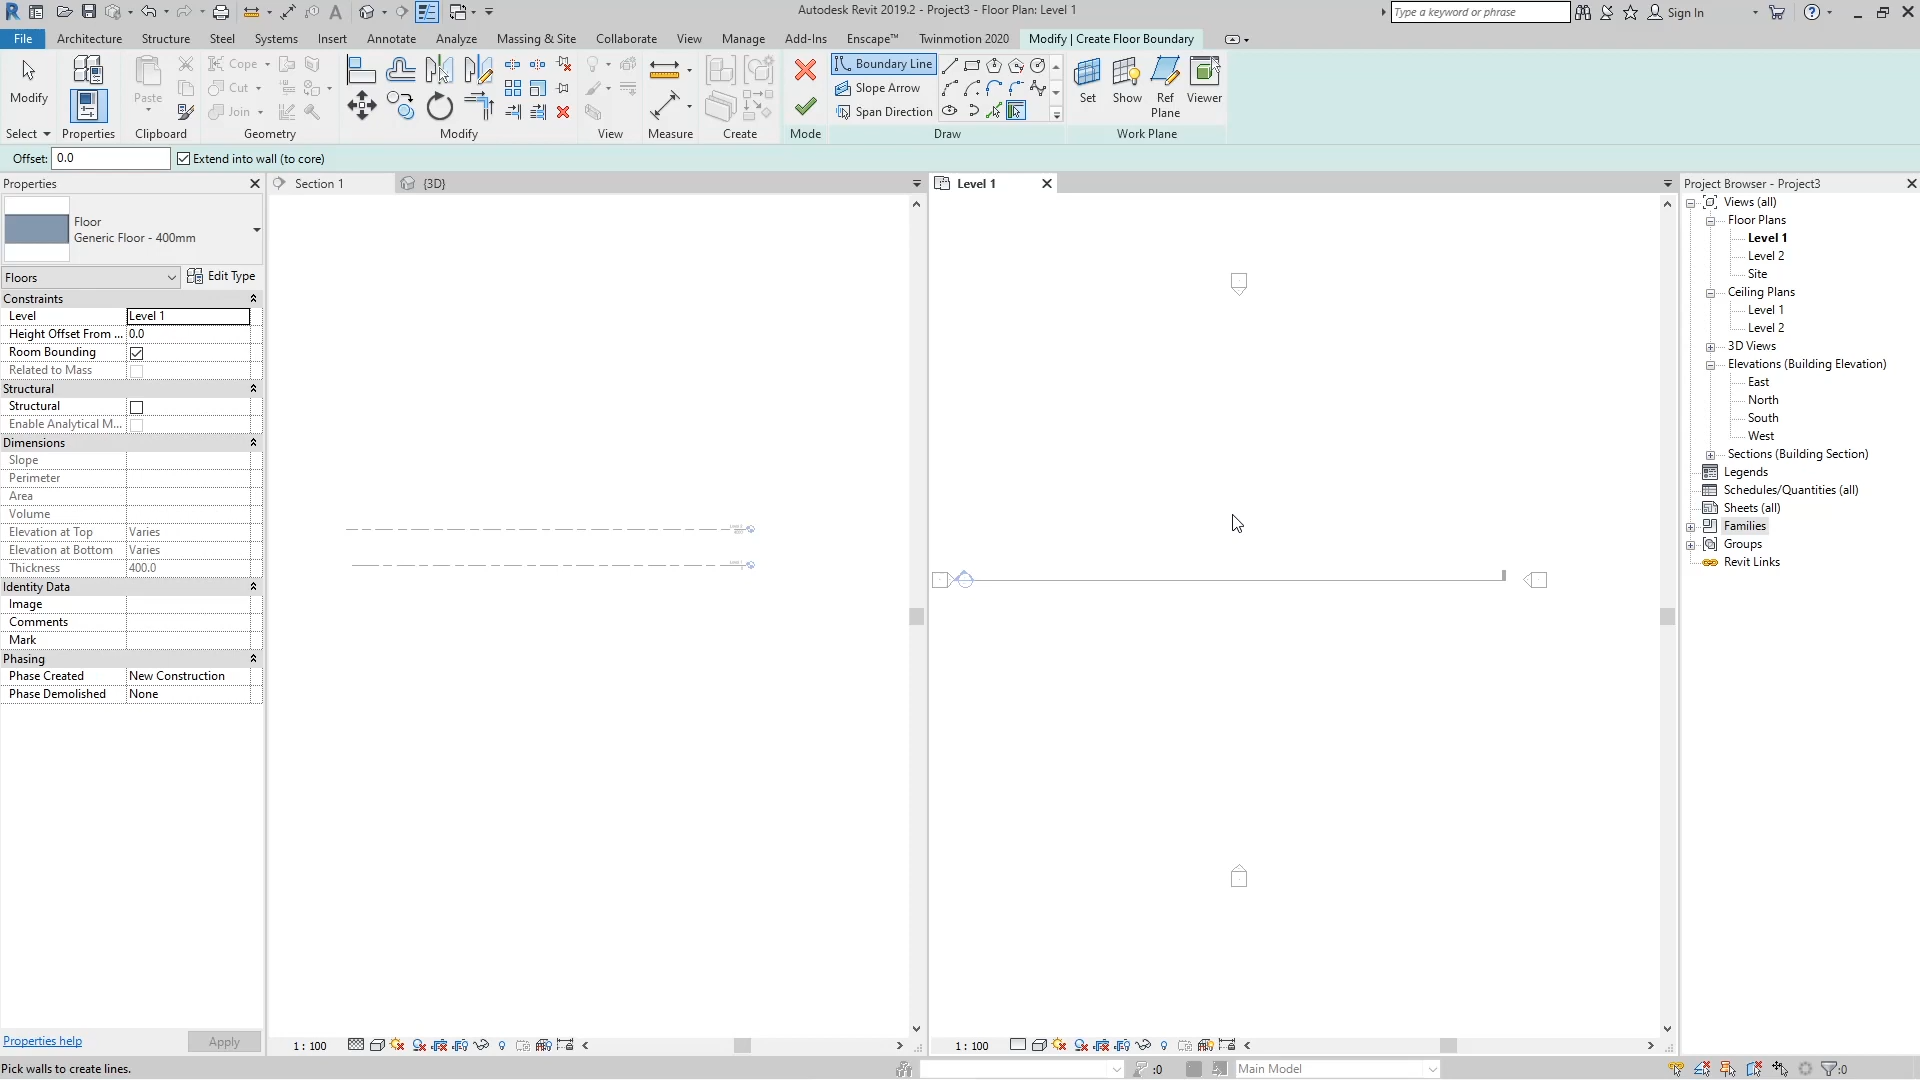 Autodesk Revit 2019.2 - Project3 - Floor Plan: Level 1
Type a keyword or phrase
Sign In
File Architecture Structure Steel Systems Insert Annotate Analyze Massing & Site Collaborate View Manage Add-Ins Enscape™ Twinmotion 2020 Modify | Create Floor Boundary
Modify
Paste
Cope
Cut
Join
Boundary Line
Slope Arrow
Span Direction
Set
Show
Ref
Plane
Viewer
Select Properties Clipboard Geometry Modify View Measure Create Mode Draw Work Plane
Offset: 0.0 Extend into wall (to core)
Properties
Section 1
{3D}
Level 1
Project Browser - Project3
Floor
Generic Floor - 400mm
Floors Edit Type
Constraints
Level Level 1
Height Offset From ... 0.0
Room Bounding
Related to Mass
Structural
Structural
Enable Analytical M...
Dimensions
Slope
Perimeter
Area
Volume
Elevation at Top Varies
Elevation at Bottom Varies
Thickness 400.0
Identity Data
Image
Comments
Mark
Phasing
Phase Created New Construction
Phase Demolished None
Properties help Apply
Views (all)
Floor Plans
Level 1
Level 2
Site
Ceiling Plans
Level 1
Level 2
3D Views
Elevations (Building Elevation)
East
North
South
West
Sections (Building Section)
Legends
Schedules/Quantities (all)
Sheets (all)
Families
Groups
Revit Links
1 : 100
1 : 100
Pick walls to create lines.
:0
Main Model
:0